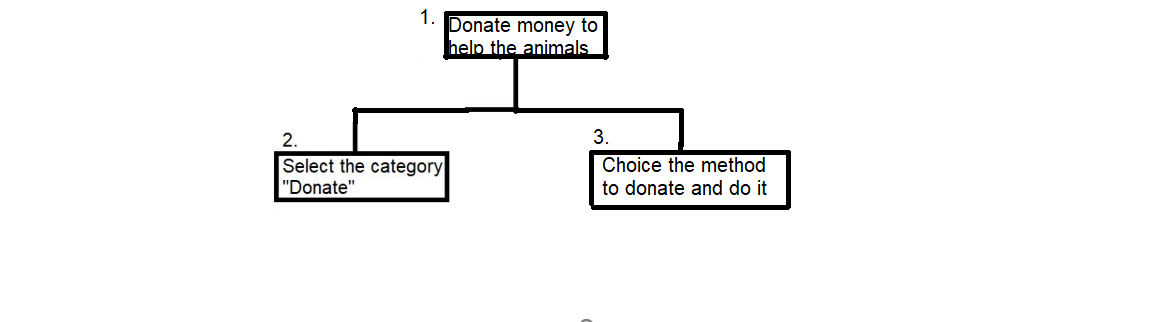 1.
Donate money to
help the animals
2.
Select the category
"Donate"
3.
Choice the method
to donate and do it